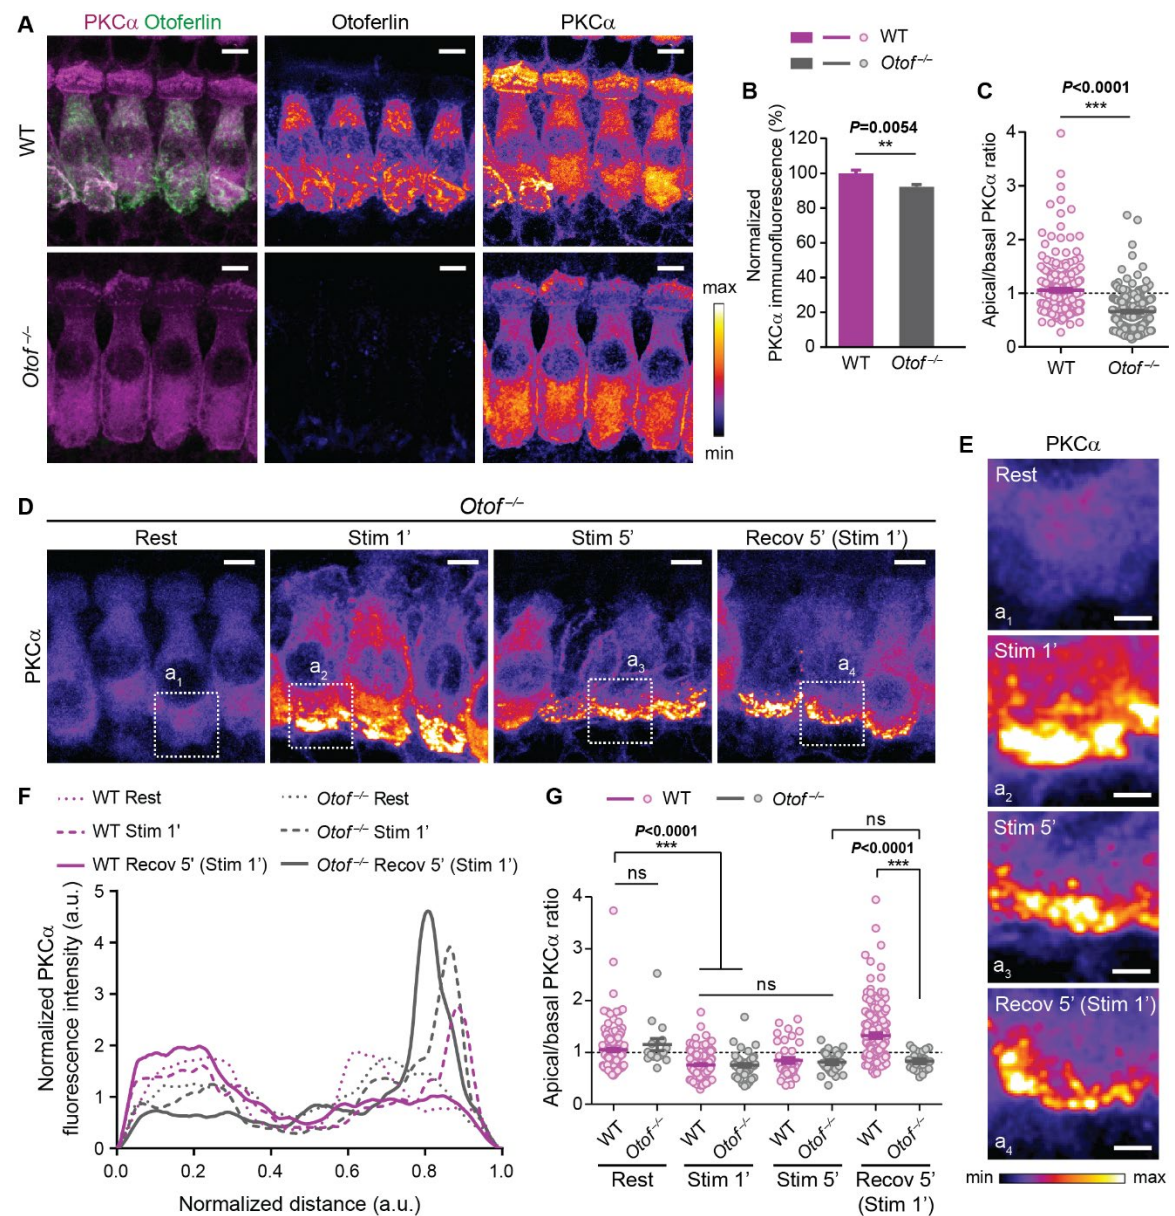 A
PKCα Otoferlin
Otoferlin
PKCα
WT
Otof–/–
max
min
WT
Otof–/–
B
P=0.0054
**
Normalized
PKCα immunofluorescence (%)
120
100
80
60
40
20
0
WT
Otof–/–
C
P<0.0001
***
Apical/basal PKCα ratio
4
3
2
1
0
WT
Otof–/–
D
Otof–/–
Rest
Stim 1'
Stim 5'
Recov 5' (Stim 1')
PKCα
a1
a2
a3
a4
E
PKCα
Rest
a1
Stim 1'
a2
Stim 5'
a3
Recov 5' (Stim 1')
a4
min
max
F
WT Rest
WT Stim 1'
WT Recov 5' (Stim 1')
Otof–/– Rest
Otof–/– Stim 1'
Otof–/– Recov 5' (Stim 1')
Normalized PKCα
fluorescence intensity (a.u.)
5
4
3
2
1
0
0.0
0.2
0.4
0.6
0.8
1.0
Normalized distance (a.u.)
G
WT
Otof–/–
P<0.0001
***
ns
ns
ns
P<0.0001
***
Apical/basal PKCα ratio
4
3
2
1
0
WT
Otof–/–
WT
Otof–/–
WT
Otof–/–
WT
Otof–/–
Rest
Stim 1'
Stim 5'
Recov 5'
(Stim 1')